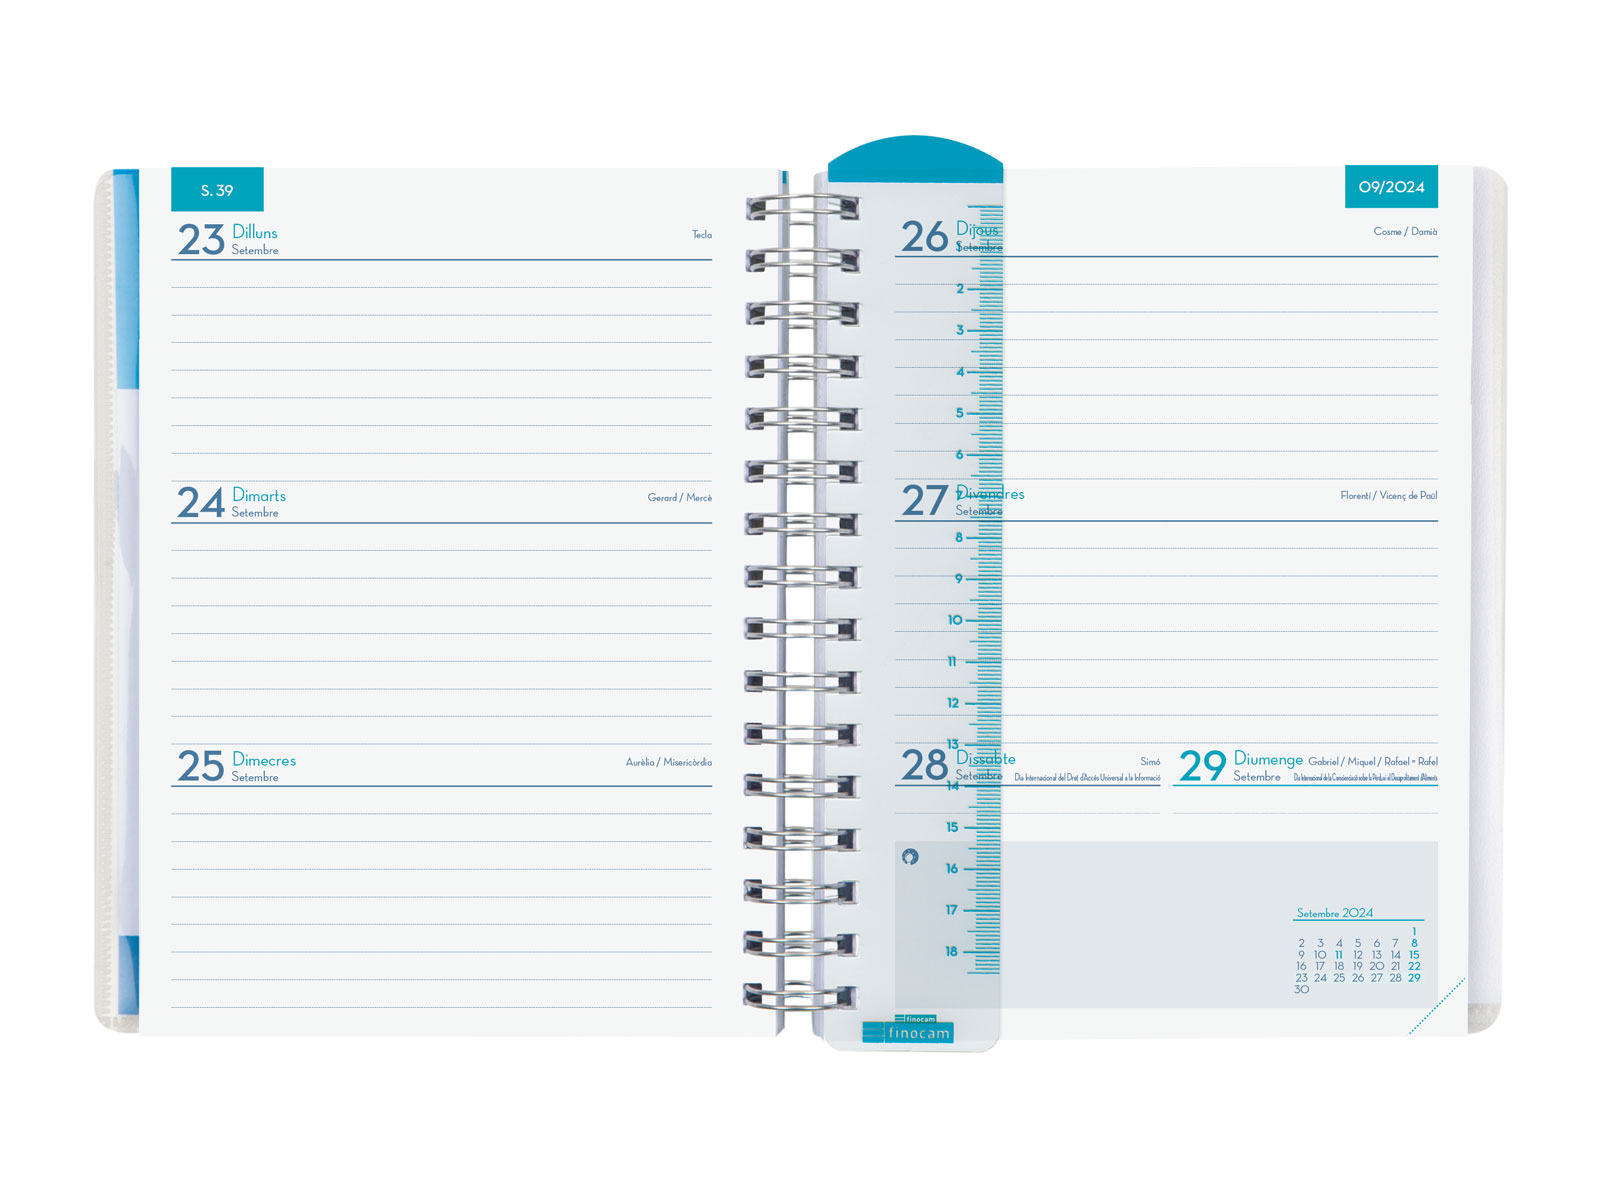 S. 39
23 Dilluns
Setembre
Tecla
24 Dimarts
Setembre
Gerard / Mercè
25 Dimecres
Setembre
Aurèlia / Misericòrdia
09/2024
26 Dijous
Setembre
Cosme / Damià
27 Divendres
Setembre
Florentí / Vicenç de Paül
28 Dissabte
Setembre
Simó
Dia Internacional del Dret d'Accés Universal a la Informació
29 Diumenge
Setembre
Gabriel / Miquel / Rafael • Rafel
Dia Internacional de la Conscienciació sobre la Pèrdua i el Desaprofitament d'Aliments
1
2
3
4
5
6
7
8
9
10
11
12
13
14
15
16
17
18
Setembre 2024
1
2 3 4 5 6 7 8
9 10 11 12 13 14 15
16 17 18 19 20 21 22
23 24 25 26 27 28 29
30
finocam
finocam